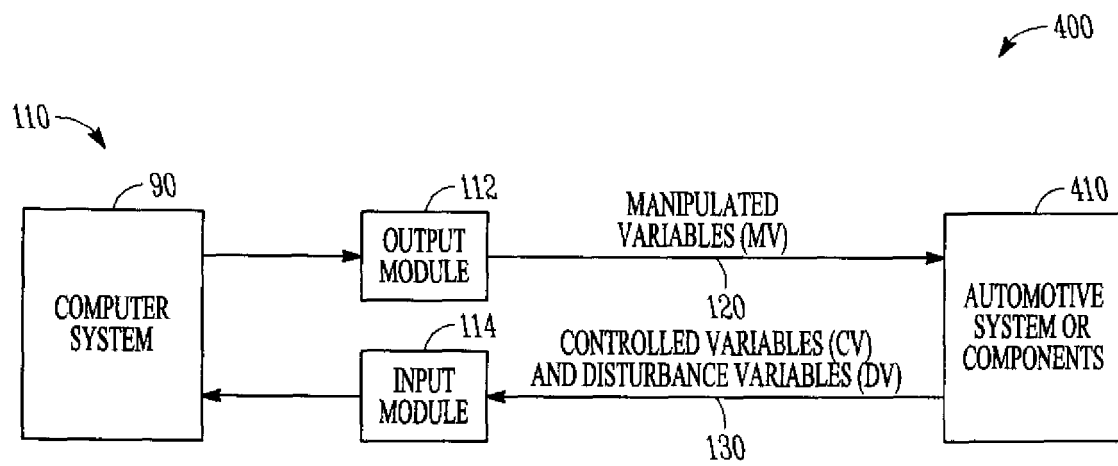 400
110
90
112
410
OUTPUT
MODULE
MANIPULATED
VARIABLES (MV)
120
COMPUTER
SYSTEM
AUTOMOTIVE
SYSTEM OR
COMPONENTS
114
INPUT
MODULE
CONTROLLED VARIABLES (CV)
AND DISTURBANCE VARIABLES (DV)
130